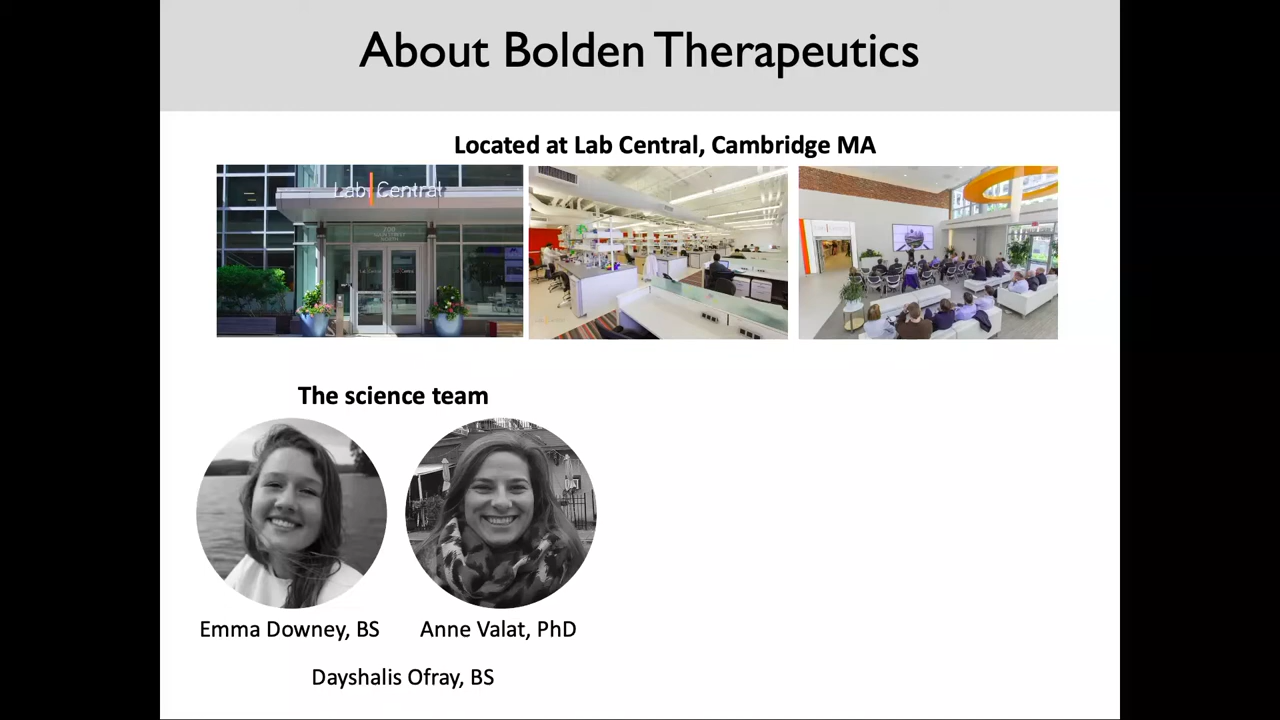 About Bolden Therapeutics
Located at Lab Central, Cambridge MA
Lab Central
The science team
Emma Downey, BS
Anne Valat, PhD
Dayshalis Ofray, BS